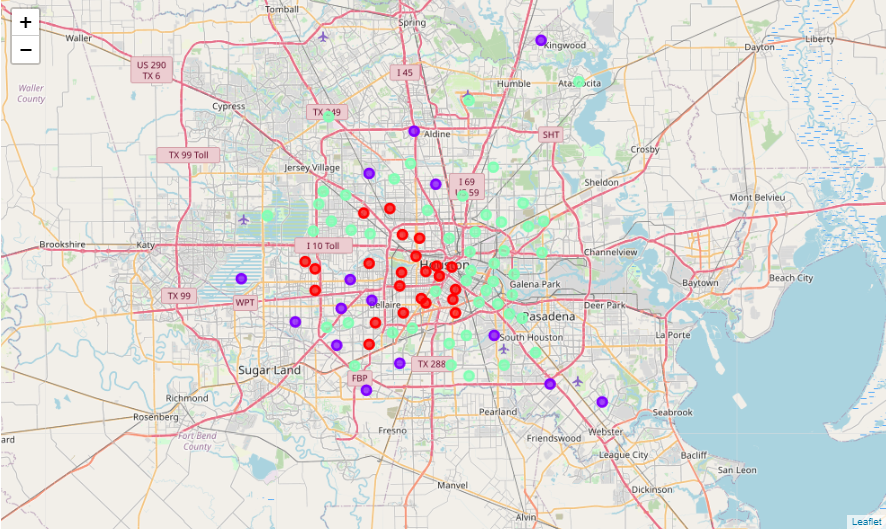 +
−
Tomball
Spring
Waller
Kingwood
Liberty
Dayton
US 290
TX 6
I 45
Humble
Atascocita
Waller
County
Cypress
TX 249
Aldine
SHT
Crosby
TX 99 Toll
Jersey Village
I 69
US 59
Sheldon
Mont Belvieu
Brookshire
Katy
I 10 Toll
Channelview
Houston
Beach City
Baytown
Galena Park
TX 99
WPT
Bellaire
Deer Park
Pasadena
La Porte
South Houston
Sugar Land
TX 288
FBP
Richmond
Rosenberg
Pearland
Seabrook
Fresno
Webster
Fort Bend
County
Friendswood
ard
League City
Bacliff
San Leon
Manvel
Dickinson
Alvin
Leaflet